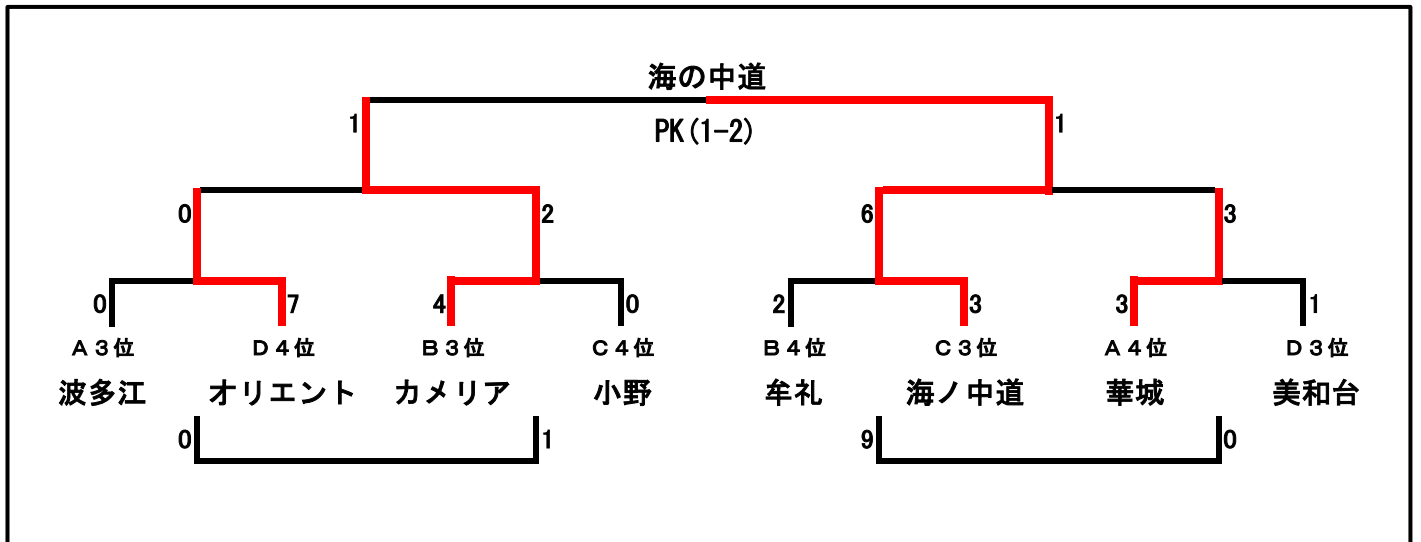 海の中道
1 PK(1-2) 1
0 2 6 3
0 7 4 0 2 3 3 1
A3位 D4位 B3位 C4位 B4位 C3位 A4位 D3位
波多江 オリエント カメリア 小野 牟礼 海ノ中道 華城 美和台
0 1 9 0